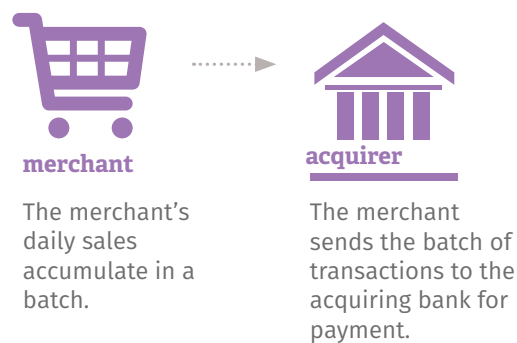 merchant
The merchant's
daily sales
accumulate in a
batch.
acquirer
The merchant
sends the batch of
transactions to the
acquiring bank for
payment.